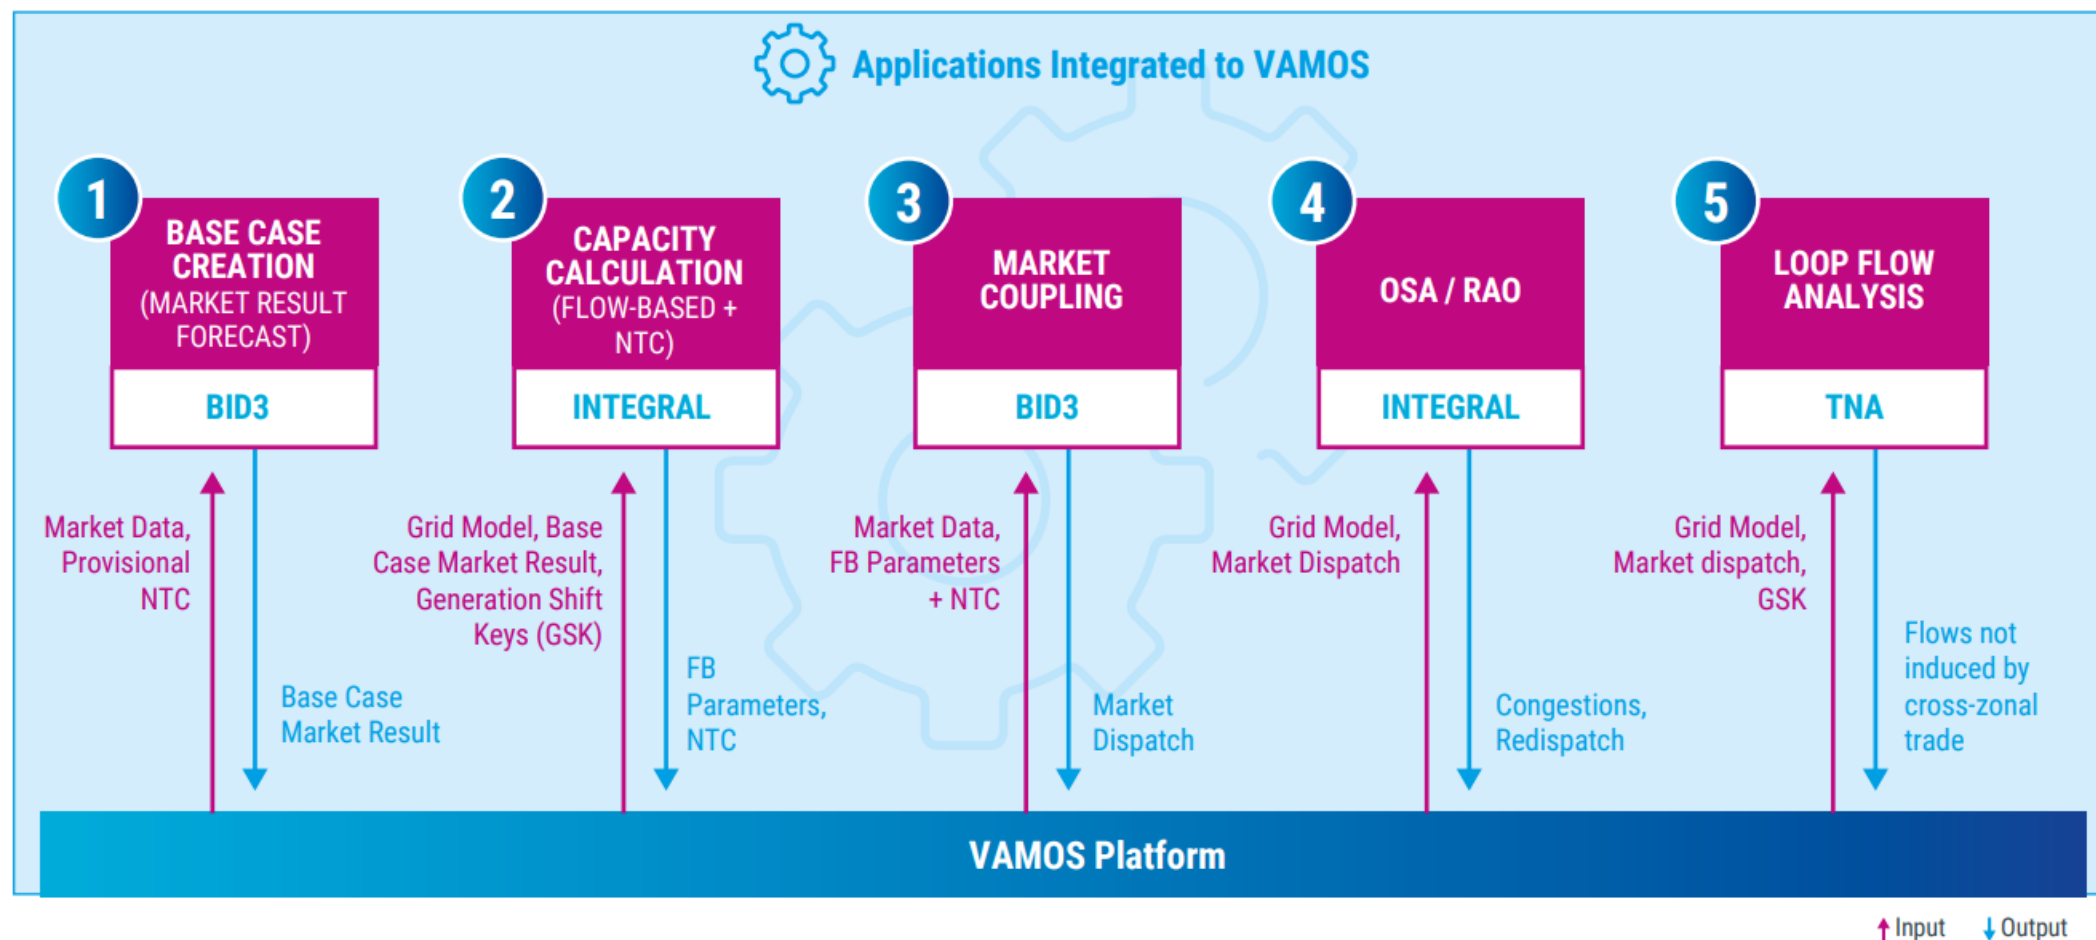 Applications Integrated to VAMOS
1
BASE CASE
CREATION
(MARKET RESULT
FORECAST)
BID3
Market Data,
Provisional
NTC
Base Case
Market Result
2
CAPACITY
CALCULATION
(FLOW-BASED +
NTC)
INTEGRAL
Grid Model, Base
Case Market Result,
Generation Shift
Keys (GSK)
FB
Parameters,
NTC
3
MARKET
COUPLING
BID3
Market Data,
FB Parameters
+ NTC
Market
Dispatch
4
OSA / RAO
INTEGRAL
Grid Model,
Market Dispatch
Congestions,
Redispatch
5
LOOP FLOW
ANALYSIS
TNA
Grid Model,
Market dispatch,
GSK
Flows not
induced by
cross-zonal
trade
VAMOS Platform
Input
Output